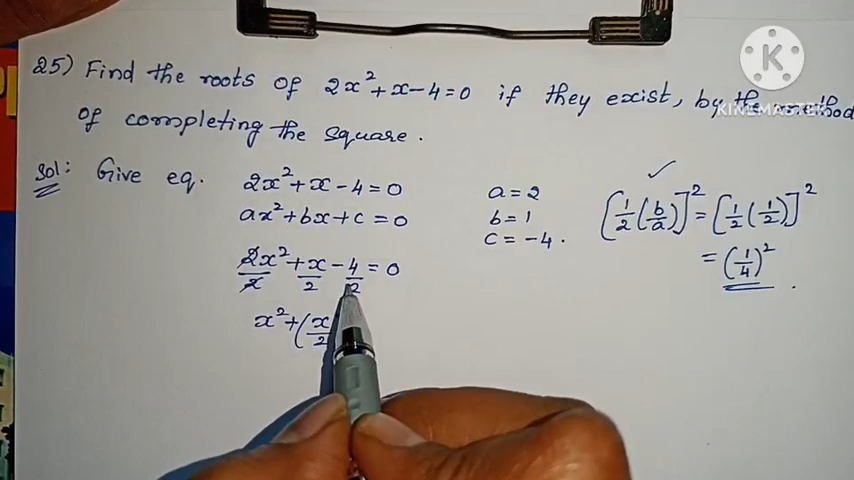 25) Find the roots of 2x²+x-4=0 if they exist, by the method
of completing the square.
Sol: Give eq. 2x²+x-4=0
ax²+bx+c=0
a=2
b=1
c=-4.
[1/2(b/a)]²=[1/2(1/2)]²
=(1/4)².
2x²/2+x/2-4/2=0
x²+(x/2
K
KINEMASTER